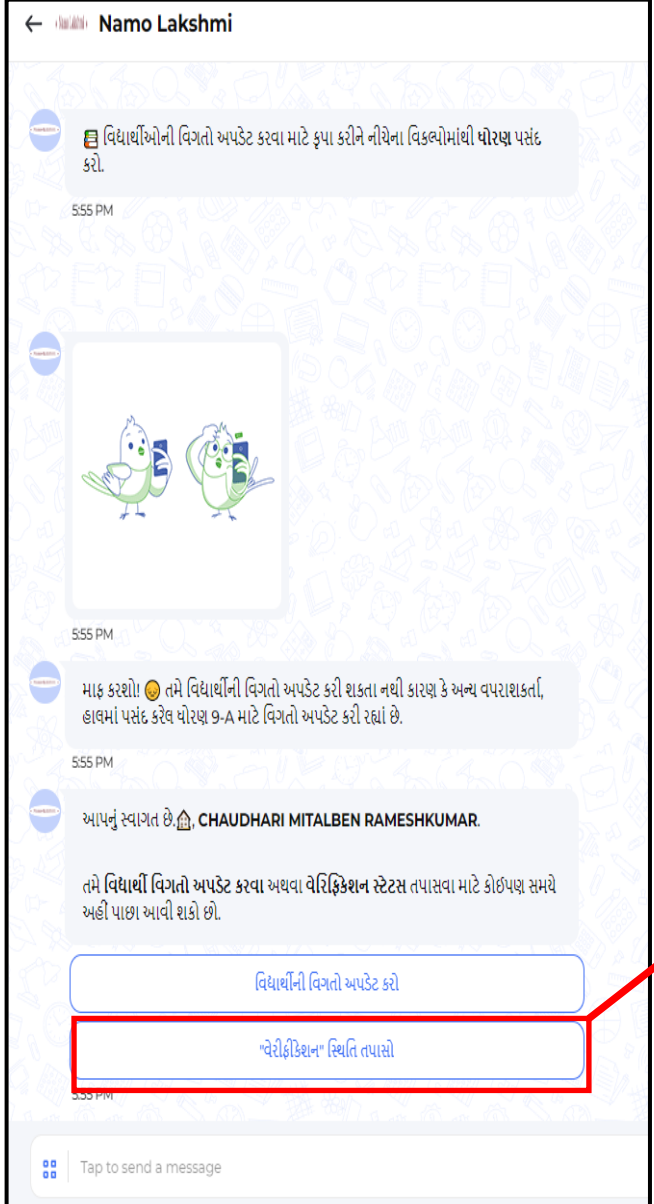 Namo Lakshmi
વિદ્યાર્થીઓની વિગતો અપડેટ કરવા માટે કૃપા કરીને નીચેના વિકલ્પોમાંથી ધોરણ પસંદ
કરો.
5:55 PM
5:55 PM
માફ કરશો! તમે વિદ્યાર્થીની વિગતો અપડેટ કરી શકતા નથી કારણ કે અન્ય વપરાશકર્તા,
હાલમાં પસંદ કરેલ ધોરણ 9-A માટે વિગતો અપડેટ કરી રહ્યાં છે.
5:55 PM
આપનું સ્વાગત છે., CHAUDHARI MITALBEN RAMESHKUMAR.
તમે વિદ્યાર્થી વિગતો અપડેટ કરવા અથવા વેરિફિકેશન સ્ટેટસ તપાસવા માટે કોઈપણ સમયે
અહીં પાછા આવી શકો છો.
વિદ્યાર્થીની વિગતો અપડેટ કરો
"વેરીફીકેશન" સ્થિતિ તપાસો
5:55 PM
Tap to send a message